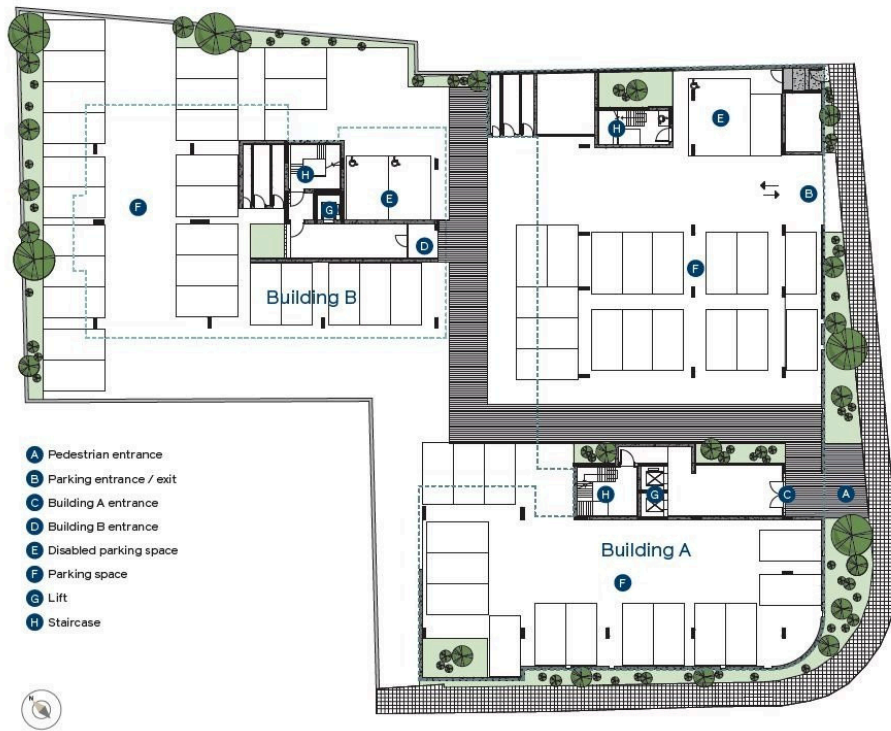 H
E
H
B
H
E
F
G
D
F
Building B
A Pedestrian entrance
B Parking entrance / exit
C Building A entrance
D Building B entrance
E Disabled parking space
F Parking space
G Lift
H Staircase
H
G
C
A
Building A
F
N